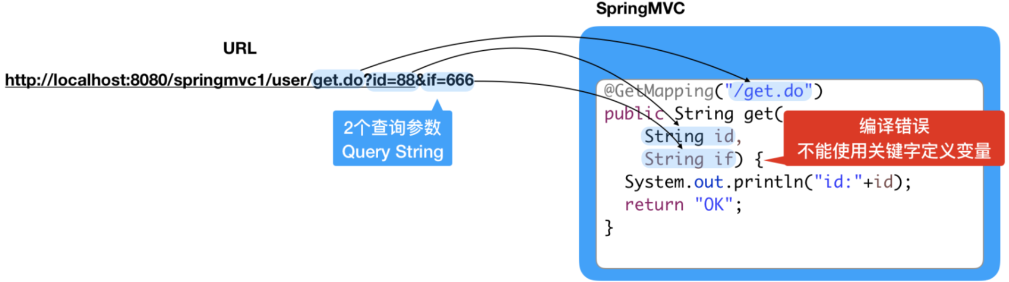 SpringMVC
URL
http://localhost:8080/springmvc1/user/get.do?id=88&if=666
2个查询参数
Query String
@GetMapping("/get.do")
public String get(
String id,
String if) {
System.out.println("id:"+id);
return "OK";
}
编译错误
不能使用关键字定义变量